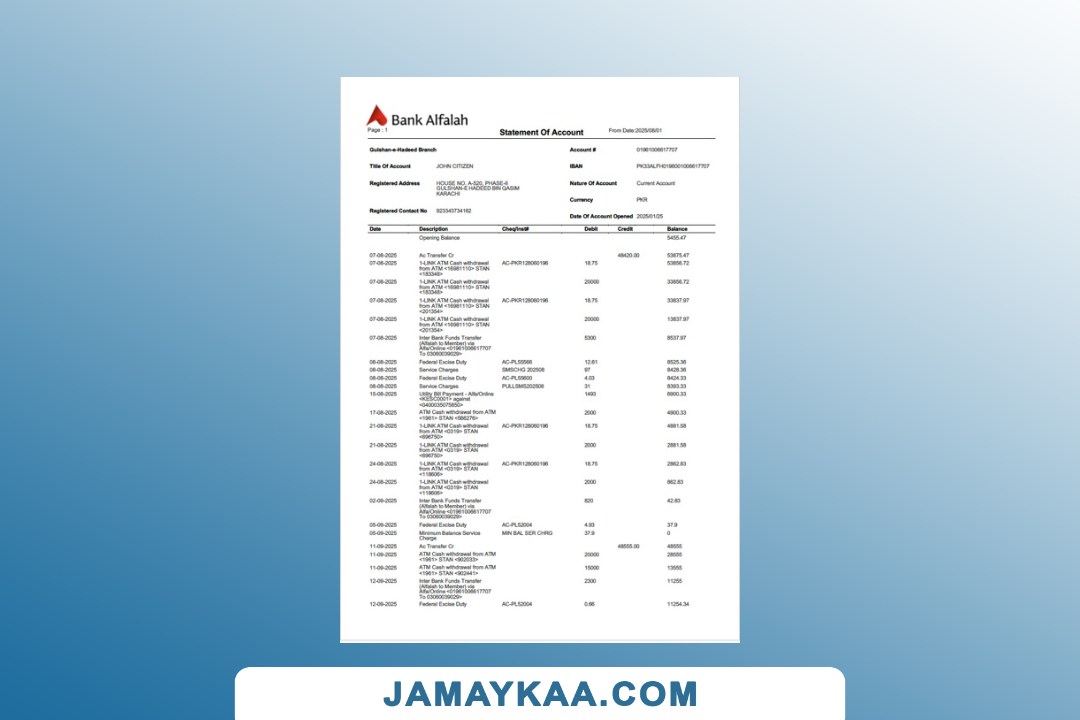 Bank Alfalah
Page : 1
Statement Of Account
From Date:2025/08/01
Gulshan-e-Hadeed Branch
Account # 01961008617707
Title Of Account JOHN CITIZEN
IBAN PK33ALFH0196001008617707
Registered Address HOUSE NO. A-520, PHASE-II
GULSHAN-E HADEED BIN QASIM
KARACHI
Nature Of Account Current Account
Currency PKR
Registered Contact No 923343734162
Date Of Account Opened 2025/01/25
Date Description Cheq/Inst# Debit Credit Balance
Opening Balance 5455.47
07-08-2025 Ac Transfer Cr 48420.00 53875.47
07-08-2025 1-LINK ATM Cash withdrawal AC-PKR128060198 18.75 53856.72
from ATM <16981110> STAN
<183348>
07-08-2025 1-LINK ATM Cash withdrawal 20000 33856.72
from ATM <16981110> STAN
<183348>
07-08-2025 1-LINK ATM Cash withdrawal AC-PKR128060198 18.75 33837.97
from ATM <16981110> STAN
<201354>
07-08-2025 1-LINK ATM Cash withdrawal 20000 13837.97
from ATM <16981110> STAN
<201354>
07-08-2025 Inter Bank Funds Transfer 5300 8537.97
(Alfalah to Member) via
Alfa/Online <01961008617707
To 03060039029>
08-08-2025 Federal Excise Duty AC-PL55568 12.61 8525.36
08-08-2025 Service Charges SMSCHG 202508 97 8428.36
08-08-2025 Federal Excise Duty AC-PL59600 4.03 8424.33
08-08-2025 Service Charges PULLSMS202508 31 8393.33
15-08-2025 Utility Bill Payment - Alfa/Online 1493 6900.33
<KESC0001> against
<0400035075850>
17-08-2025 ATM Cash withdrawal from ATM 2000 4900.33
<1961> STAN <886276>
21-08-2025 1-LINK ATM Cash withdrawal AC-PKR128060198 18.75 4881.58
from ATM <0319> STAN
<696750>
21-08-2025 1-LINK ATM Cash withdrawal 2000 2881.58
from ATM <0319> STAN
<696750>
24-08-2025 1-LINK ATM Cash withdrawal AC-PKR128060198 18.75 2862.83
from ATM <0319> STAN
<118606>
24-08-2025 1-LINK ATM Cash withdrawal 2000 862.83
from ATM <0319> STAN
<118606>
02-09-2025 Inter Bank Funds Transfer 820 42.83
(Alfalah to Member) via
Alfa/Online <01961008617707
To 03060039029>
05-09-2025 Federal Excise Duty AC-PL52004 4.93 37.9
05-09-2025 Minimum Balance Service MIN BAL SER CHRG 37.9 0
Charge
11-09-2025 Ac Transfer Cr 48555.00 48555
11-09-2025 ATM Cash withdrawal from ATM 20000 28555
<1961> STAN <902033>
11-09-2025 ATM Cash withdrawal from ATM 15000 13555
<1961> STAN <902441>
12-09-2025 Inter Bank Funds Transfer 2300 11255
(Alfalah to Member) via
Alfa/Online <01961008617707
To 03060039029>
12-09-2025 Federal Excise Duty AC-PL52004 0.66 11254.34
JAMAYKAA.COM